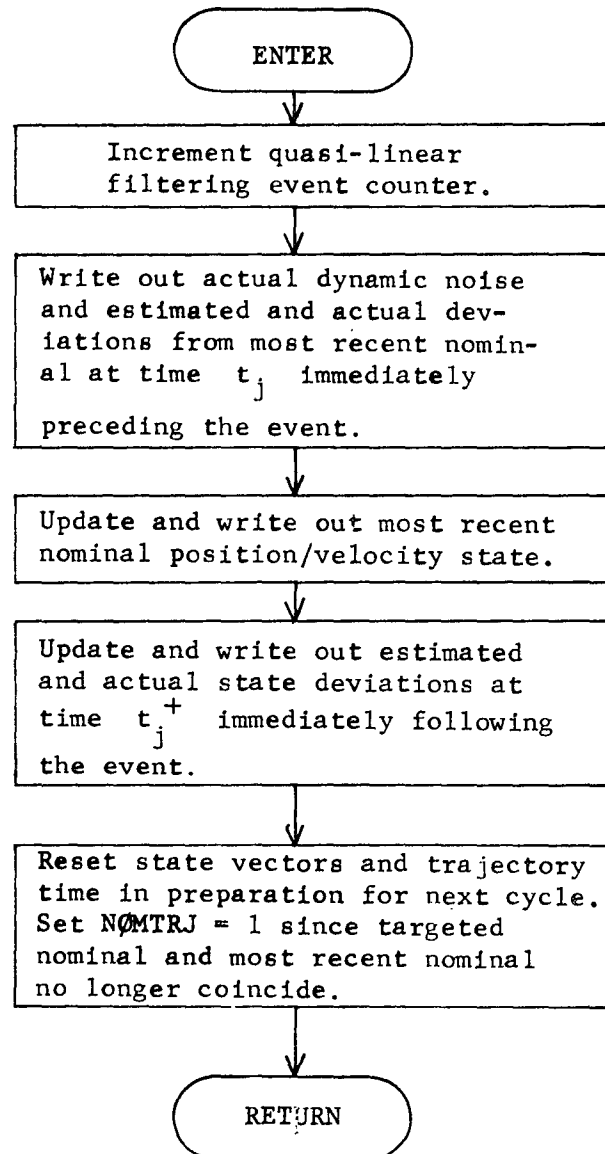 ENTER
Increment quasi-linear
filtering event counter.
Write out actual dynamic noise
and estimated and actual dev-
iations from most recent nomin-
al at time t_j immediately
preceding the event.
Update and write out most recent
nominal position/velocity state.
Update and write out estimated
and actual state deviations at
time t_j^+ immediately following
the event.
Reset state vectors and trajectory
time in preparation for next cycle.
Set NØMTRJ = 1 since targeted
nominal and most recent nominal
no longer coincide.
RETURN